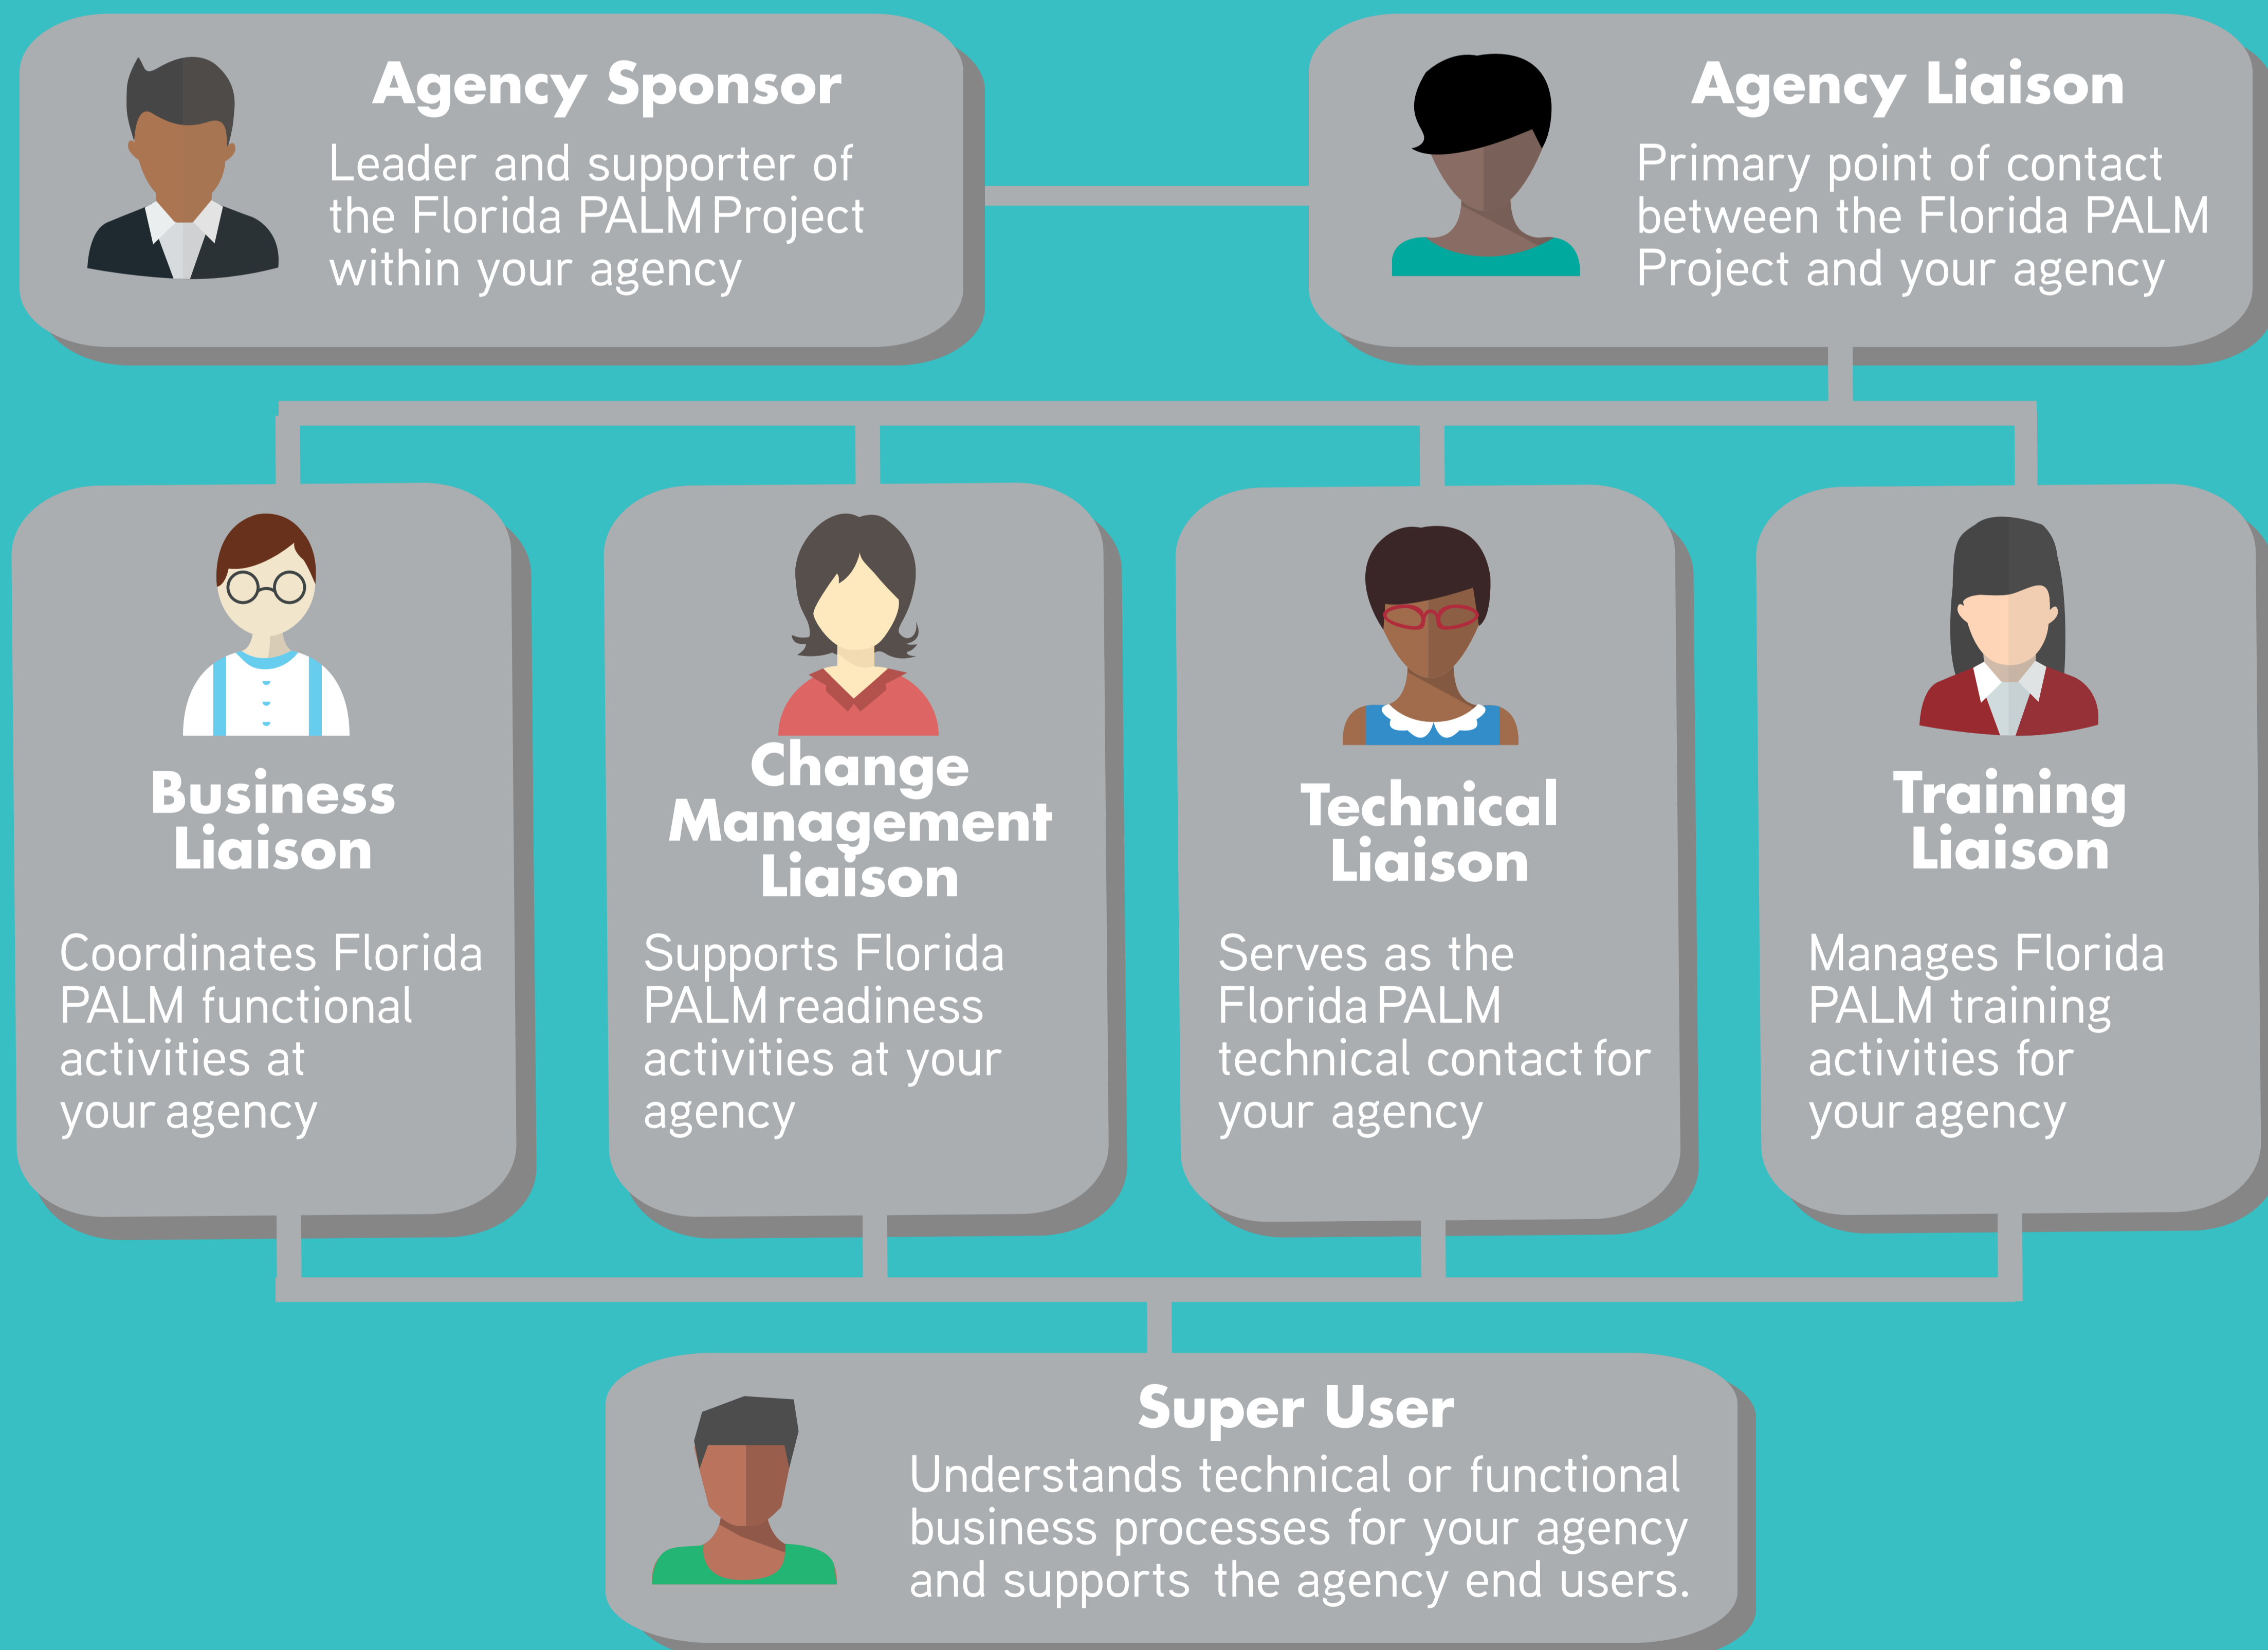 Agency Sponsor
Leader and supporter of
the Florida PALM Project
within your agency
Agency Liaison
Primary point of contact
between the Florida PALM
Project and your agency
Business
Liaison
Coordinates Florida
PALM functional
activities at
your agency
Change
Management
Liaison
Supports Florida
PALM readiness
activities at your
agency
Technical
Liaison
Serves as the
Florida PALM
technical contact for
your agency
Training
Liaison
Manages Florida
PALM training
activities for
your agency
Super User
Understands technical or functional
business processes for your agency
and supports the agency end users.